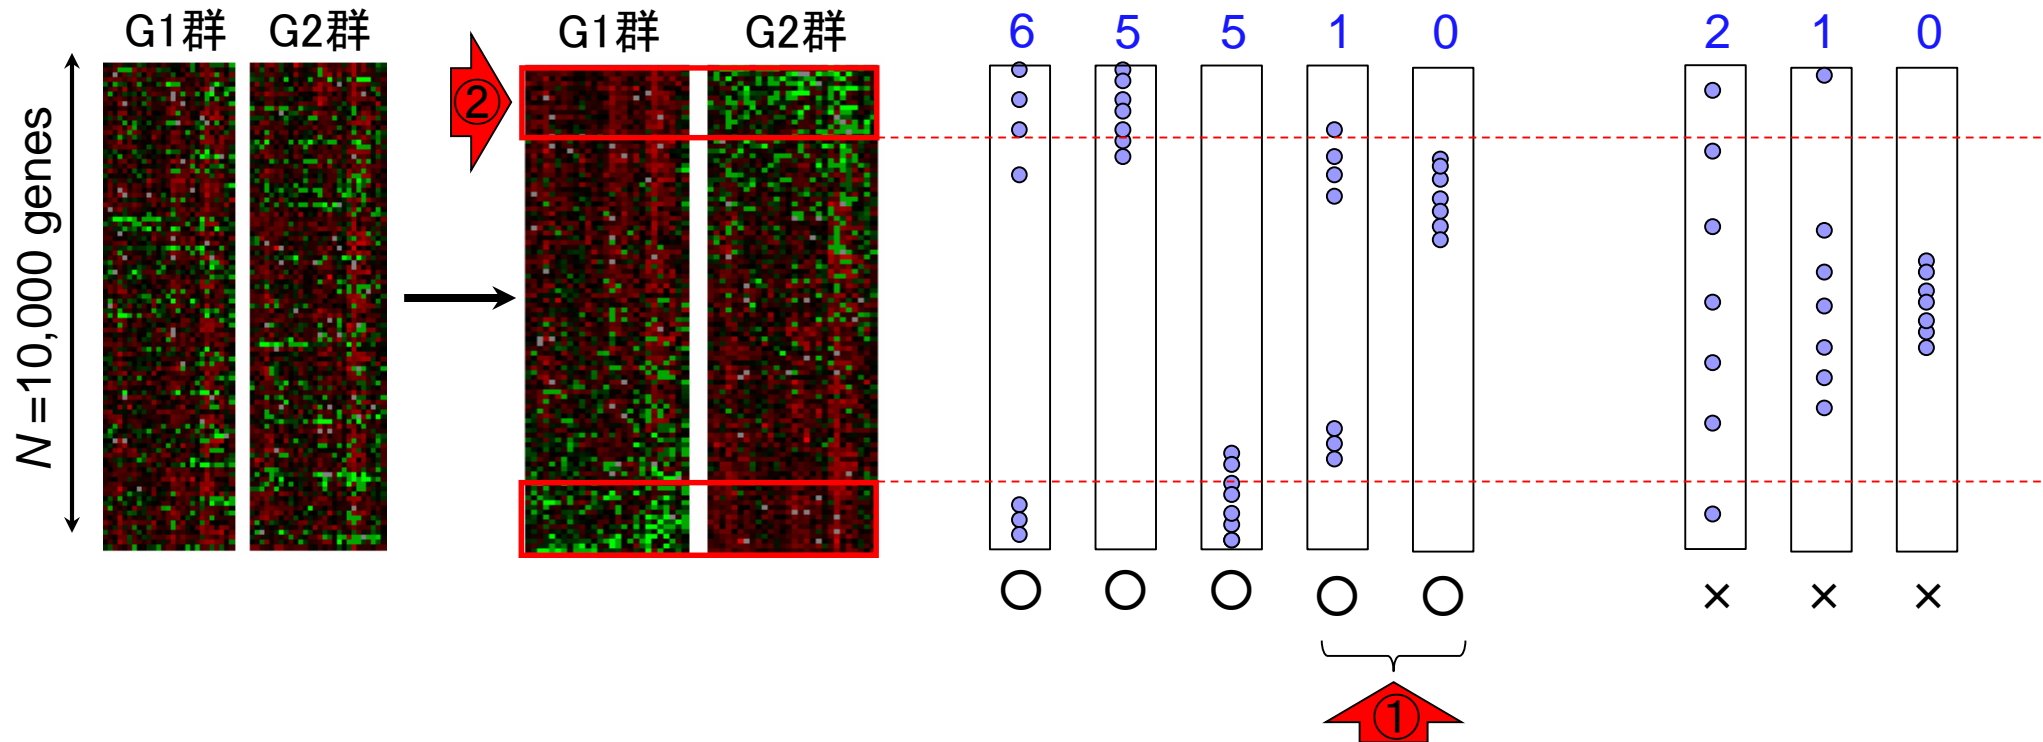 G1群 G2群 G1群 G2群 6 5 5 1 0 2 1 0
②
N=10,000 genes
○ ○ ○ ○ ○ × × ×
①